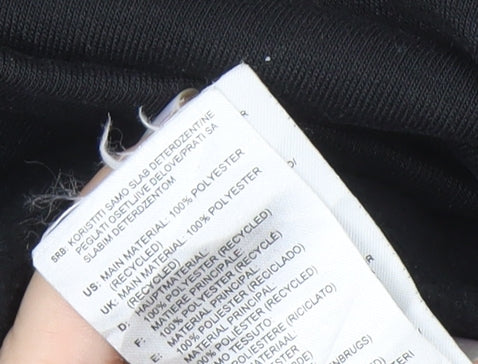 SRB: KORISTITI SAMO SLAB DETERDZENT/NE
PEGLATI OSETLJIVE DELOVE/PRATI SA
SLABIM DETERDZENTOM
US: MAIN MATERIAL: 100% POLYESTER
(RECYCLED)
UK: MAIN MATERIAL: 100% POLYESTER
(RECYCLED)
D: HAUPTMATERIAL:
100% POLYESTER (RECYCLED)
F: MATIÈRE PRINCIPALE:
100% POLYESTER (RECYCLÉ)
E: MATERIAL PRINCIPAL:
100% POLIÉSTER (RECICLADO)
MATERIAL PRINCIPAL:
100% POLIÉSTER (RECYCLED)
TESSUTO:
POLIESTERE (RICICLATO)